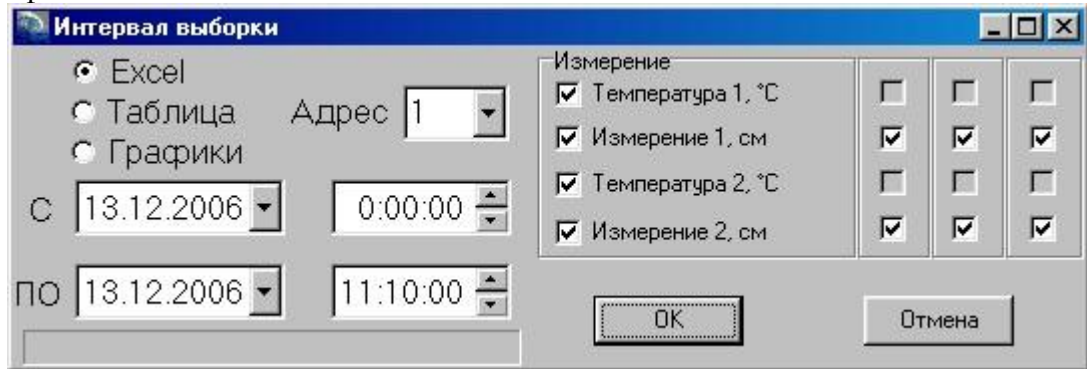 Интервал выборки
Excel
Таблица
Графики
Адрес 1
С 13.12.2006 0:00:00
ПО 13.12.2006 11:10:00
Измерение
Температура 1, °C
Измерение 1, см
Температура 2, °C
Измерение 2, см
OK
Отмена